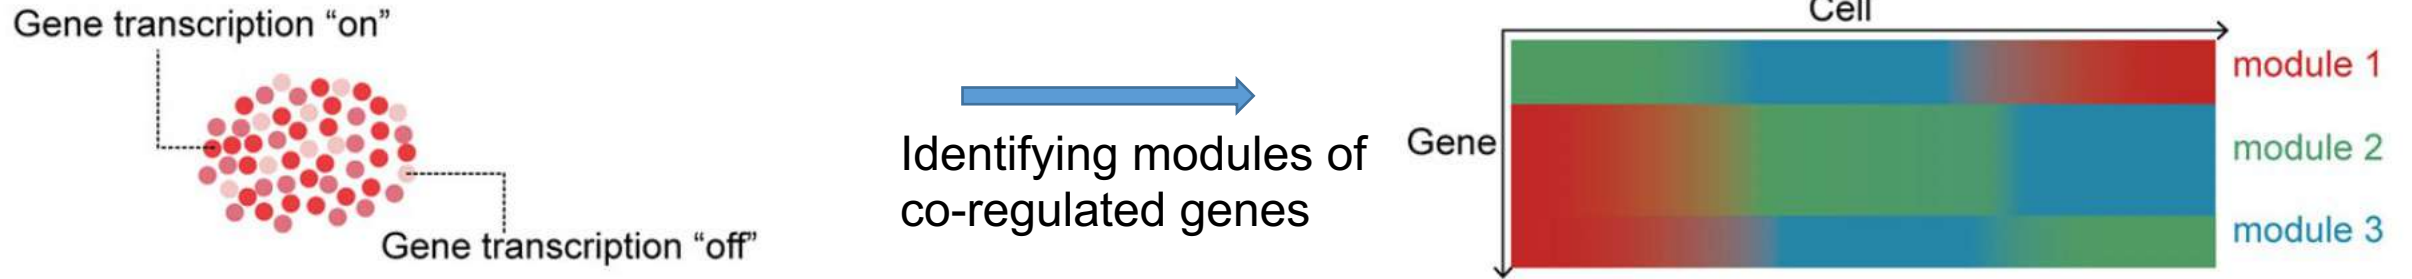 Gene transcription “on”
Gene transcription “off”
Identifying modules of
co-regulated genes
Cell
Gene
module 1
module 2
module 3